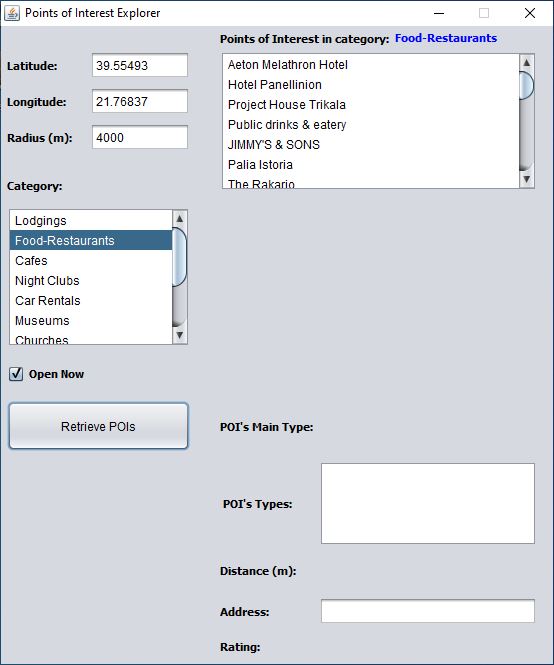 Points of Interest Explorer
Latitude: 39.55493
Longitude: 21.76837
Radius (m): 4000
Category:
Lodgings
Food-Restaurants
Cafes
Night Clubs
Car Rentals
Museums
Churches
Open Now
Retrieve POIs
Points of Interest in category: Food-Restaurants
Aeton Melathron Hotel
Hotel Panellinion
Project House Trikala
Public drinks & eatery
JIMMY'S & SONS
Palia Istoria
The Rakario
POI's Main Type:
POI's Types:
Distance (m):
Address:
Rating: